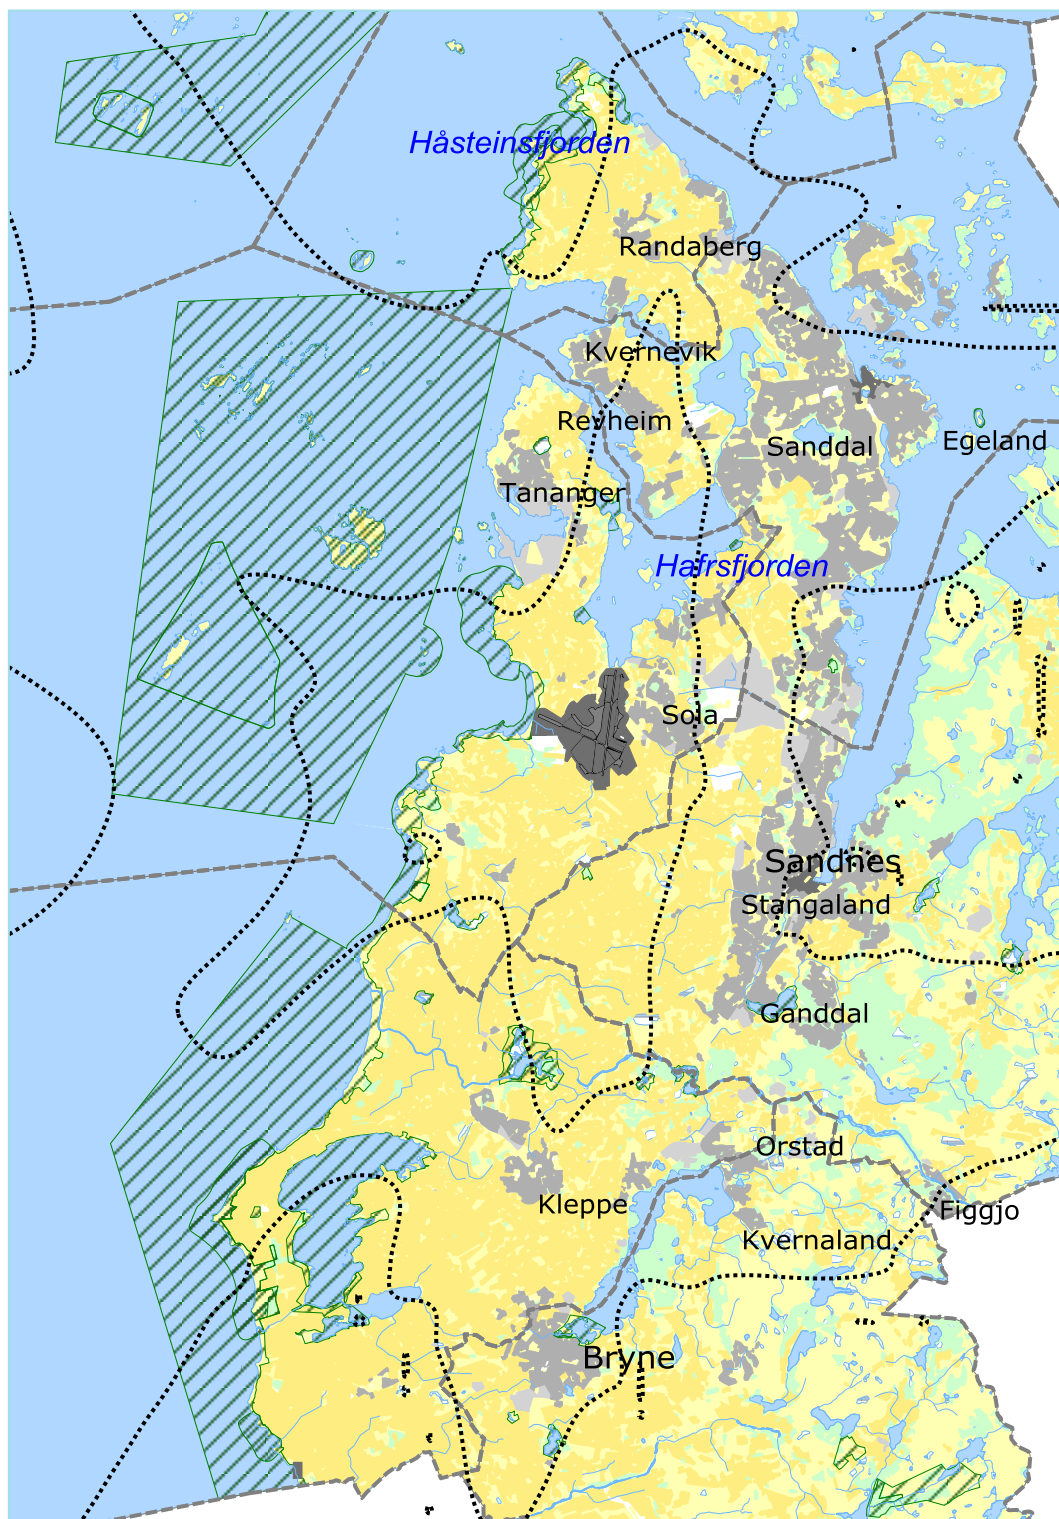 Håsteinsfjorden
Randaberg
Kvernevik
Revheim
Sanddal
Egeland
Tananger
Hafrsfjorden
Sola
Sandnes
Stangaland
Ganddal
Orstad
Kleppe
Figgjo
Kvernaland
Bryne